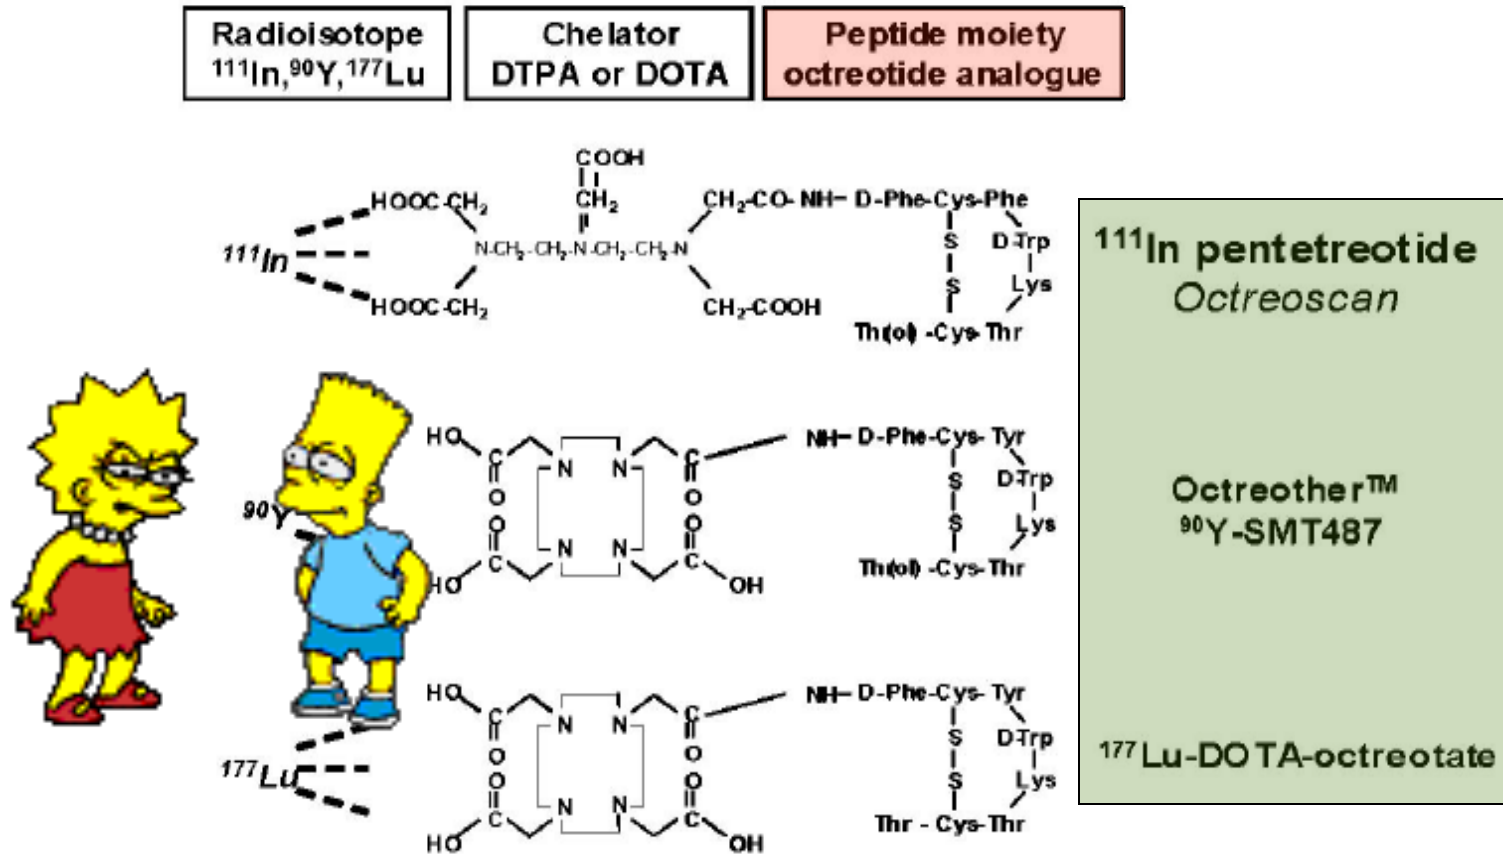 Radioisotope
¹¹¹In,⁹⁰Y,¹⁷⁷Lu
Chelator
DTPA or DOTA
Peptide moiety
octreotide analogue
COOH
CH₂
HOOC-CH₂
CH₂-CO-NH-D-Phe-Cys-Phe
¹¹¹In
N-CH₂-CH₂-N-CH₂-CH₂-N
S
D-Trp
S
Lys
HOOC-CH₂
CH₂-COOH
Th(ol)-Cys-Thr
¹¹¹In pentetreotide
Octreoscan
HO
C
O
N
N
C
O
NH-D-Phe-Cys-Tyr
S
D-Trp
⁹⁰Y
O
C
HO
N
N
O
C
OH
S
Lys
Th(ol)-Cys-Thr
Octreother™
⁹⁰Y-SMT487
HO
C
O
N
N
C
O
NH-D-Phe-Cys-Tyr
S
D-Trp
¹⁷⁷Lu
O
C
HO
N
N
O
C
OH
S
Lys
Thr-Cys-Thr
¹⁷⁷Lu-DOTA-octreotate